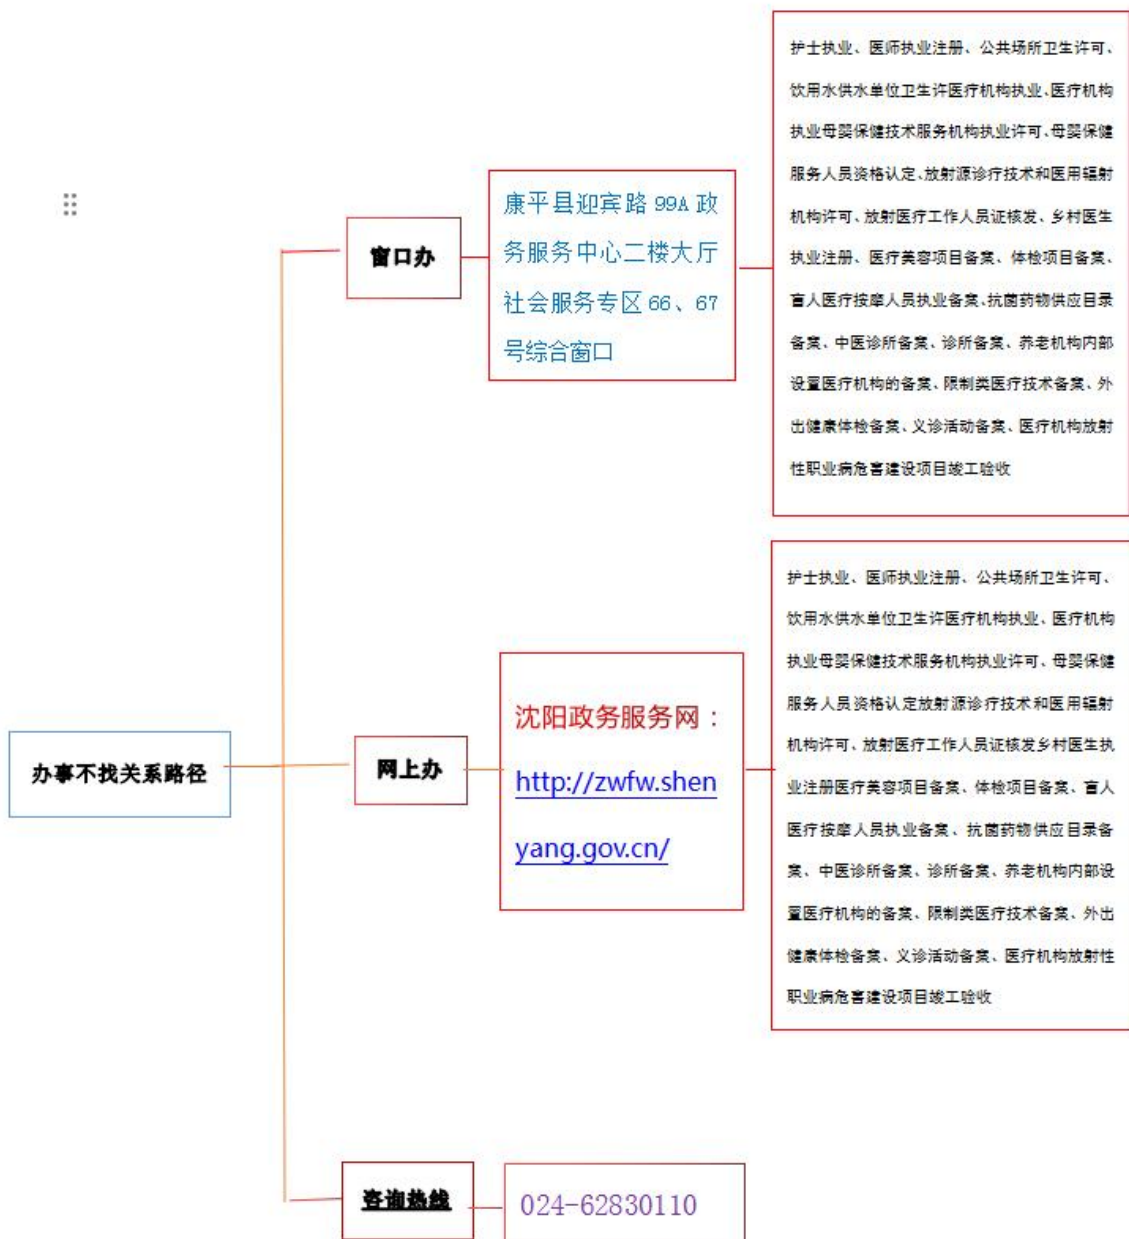 办事不找关系路径
窗口办
康平县迎宾路 99A 政
务服务中心二楼大厅
社会服务专区 66、67
号综合窗口
护士执业、医师执业注册、公共场所卫生许可、
饮用水供水单位卫生许医疗机构执业、医疗机构
执业母婴保健技术服务机构执业许可、母婴保健
服务人员资格认定、放射源诊疗技术和医用辐射
机构许可、放射医疗工作人员证核发、乡村医生
执业注册、医疗美容项目备案、体检项目备案、
盲人医疗按摩人员执业备案、抗菌药物供应目录
备案、中医诊所备案、诊所备案、养老机构内部
设置医疗机构的备案、限制类医疗技术备案、外
出健康体检备案、义诊活动备案、医疗机构放射
性职业病危害建设项目竣工验收
网上办
沈阳政务服务网：
http://zwfw.shen
yang.gov.cn/
护士执业、医师执业注册、公共场所卫生许可、
饮用水供水单位卫生许医疗机构执业、医疗机构
执业母婴保健技术服务机构执业许可、母婴保健
服务人员资格认定放射源诊疗技术和医用辐射
机构许可、放射医疗工作人员证核发乡村医生执
业注册医疗美容项目备案、体检项目备案、盲人
医疗按摩人员执业备案、抗菌药物供应目录备
案、中医诊所备案、诊所备案、养老机构内部设
置医疗机构的备案、限制类医疗技术备案、外出
健康体检备案、义诊活动备案、医疗机构放射性
职业病危害建设项目竣工验收
咨询热线
024-62830110